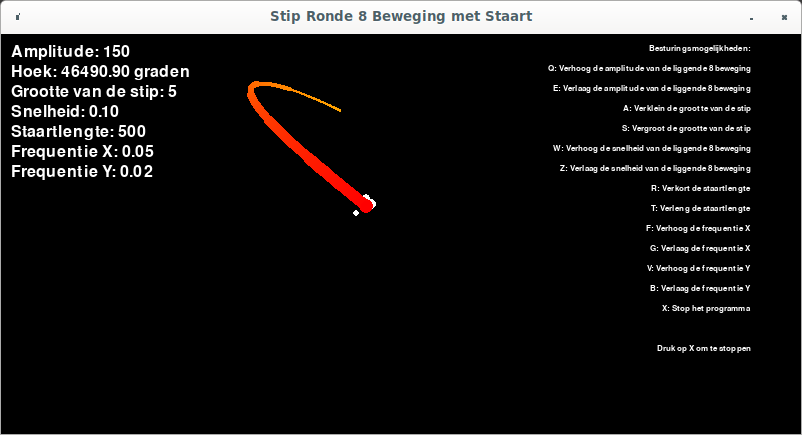 Stip Ronde 8 Beweging met Staart
Amplitude: 150
Hoek: 46490.90 graden
Grootte van de stip: 5
Snelheid: 0.10
Staartlengte: 500
Frequentie X: 0.05
Frequentie Y: 0.02
Besturingsmogelijkheden:
Q: Verhoog de amplitude van de liggende 8 beweging
E: Verlaag de amplitude van de liggende 8 beweging
A: Verklein de grootte van de stip
S: Vergroot de grootte van de stip
W: Verhoog de snelheid van de liggende 8 beweging
Z: Verlaag de snelheid van de liggende 8 beweging
R: Verkort de staartlengte
T: Verleng de staartlengte
F: Verhoog de frequentie X
G: Verlaag de frequentie X
V: Verhoog de frequentie Y
B: Verlaag de frequentie Y
X: Stop het programma
Druk op X om te stoppen